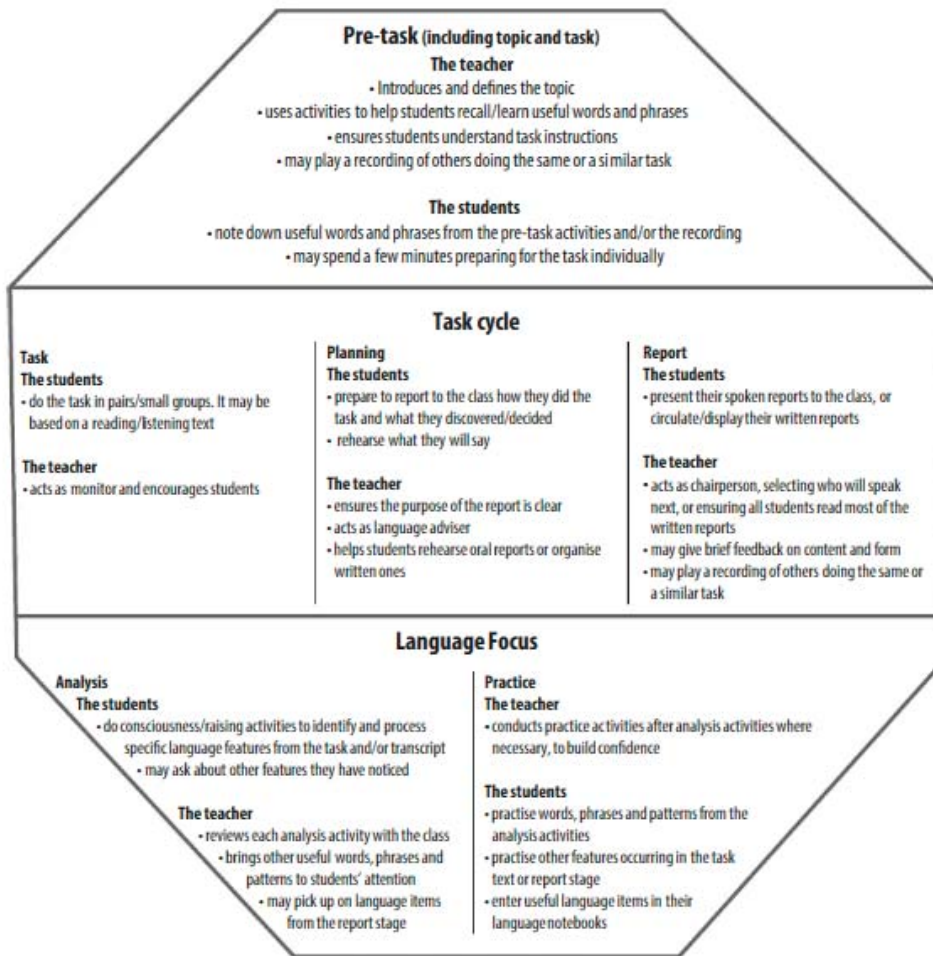 Pre-task (including topic and task)
The teacher
• Introduces and defines the topic
• uses activities to help students recall/learn useful words and phrases
• ensures students understand task instructions
• may play a recording of others doing the same or a similar task
The students
• note down useful words and phrases from the pre-task activities and/or the recording
• may spend a few minutes preparing for the task individually
Task cycle
Task
The students
• do the task in pairs/small groups. It may be
based on a reading/listening text
The teacher
• acts as monitor and encourages students
Planning
The students
• prepare to report to the class how they did the
task and what they discovered/decided
• rehearse what they will say
The teacher
• ensures the purpose of the report is clear
• acts as language adviser
• helps students rehearse oral reports or organise
written ones
Report
The students
• present their spoken reports to the class, or
circulate/display their written reports
The teacher
• acts as chairperson, selecting who will speak
next, or ensuring all students read most of the
written reports
• may give brief feedback on content and form
• may play a recording of others doing the same or
a similar task
Language Focus
Analysis
The students
• do consciousness/raising activities to identify and process
specific language features from the task and/or transcript
• may ask about other features they have noticed
The teacher
• reviews each analysis activity with the class
• brings other useful words, phrases and
patterns to students' attention
• may pick up on language items
from the report stage
Practice
The teacher
• conducts practice activities after analysis activities where
necessary, to build confidence
The students
• practise words, phrases and patterns from the
analysis activities
• practise other features occurring in the task
text or report stage
• enter useful language items in their
language notebooks